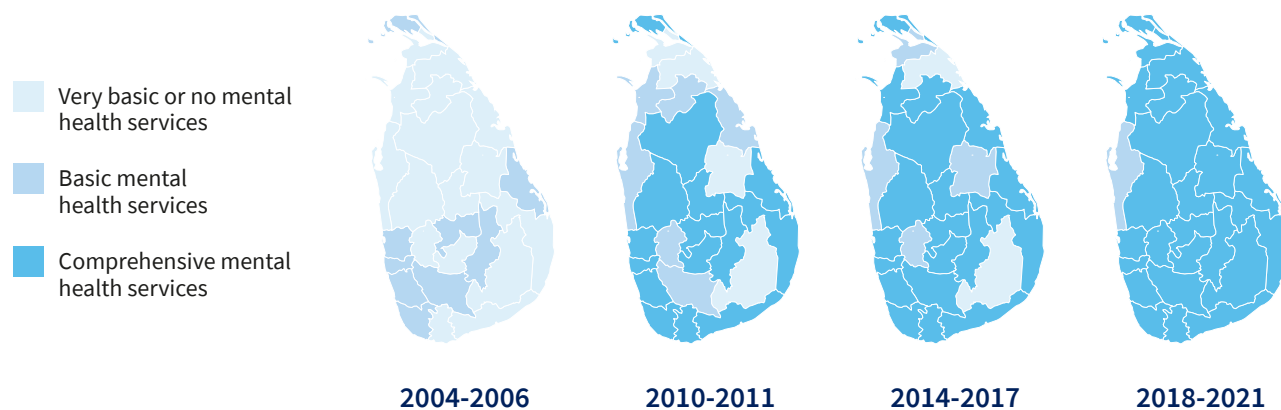 Very basic or no mental
health services
Basic mental
health services
Comprehensive mental
health services
2004-2006
2010-2011
2014-2017
2018-2021